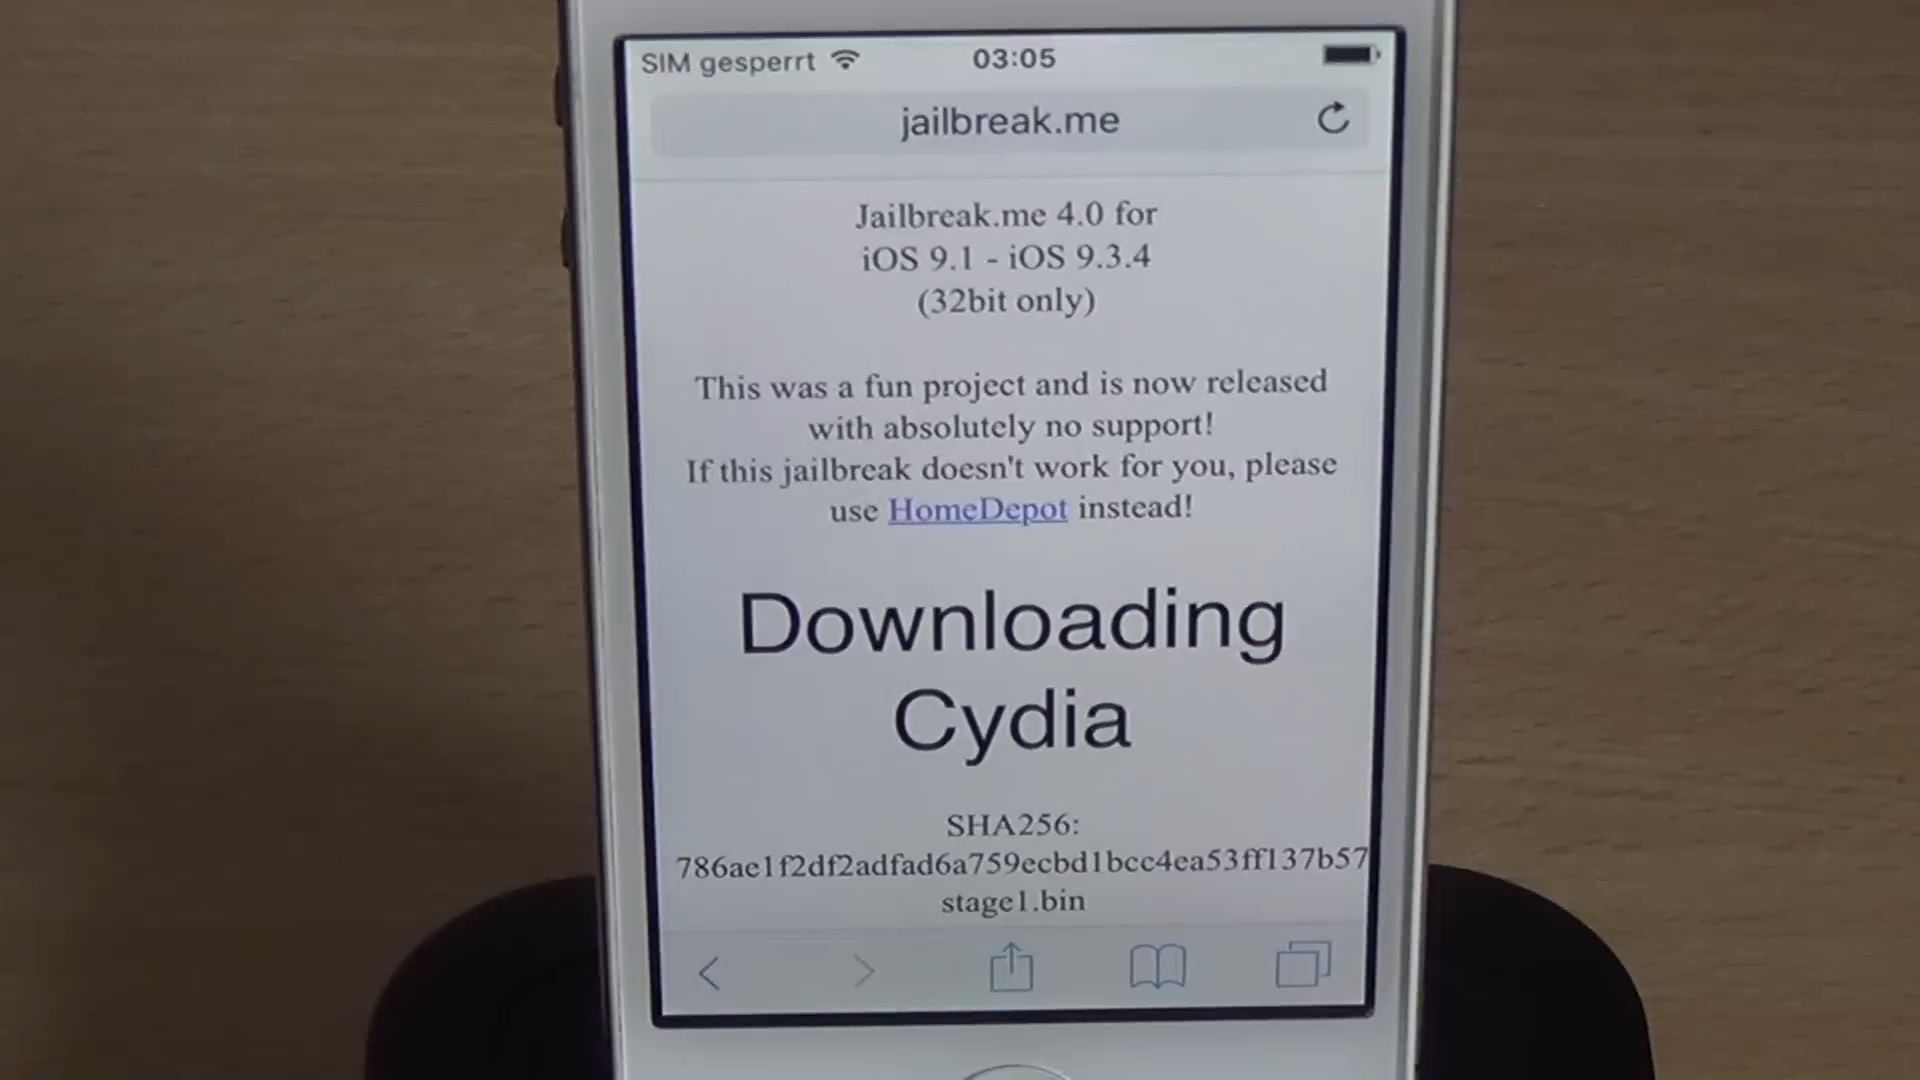 SIM gesperrt 03:05
jailbreak.me
Jailbreak.me 4.0 for
iOS 9.1 - iOS 9.3.4
(32bit only)
This was a fun project and is now released
with absolutely no support!
If this jailbreak doesn't work for you, please
use HomeDepot instead!
Downloading
Cydia
SHA256:
786ae1f2df2adfad6a759ecbd1bcc4ea53ff137b57
stage1.bin